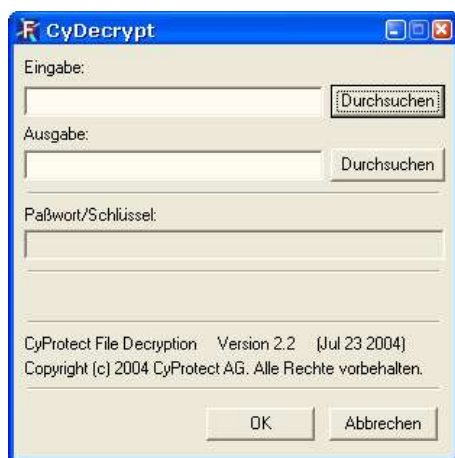 CyDecrypt
Eingabe:
Durchsuchen
Ausgabe:
Durchsuchen
Paßwort/Schlüssel:
CyProtect File Decryption Version 2.2 (Jul 23 2004)
Copyright (c) 2004 CyProtect AG. Alle Rechte vorbehalten.
OK Abbrechen